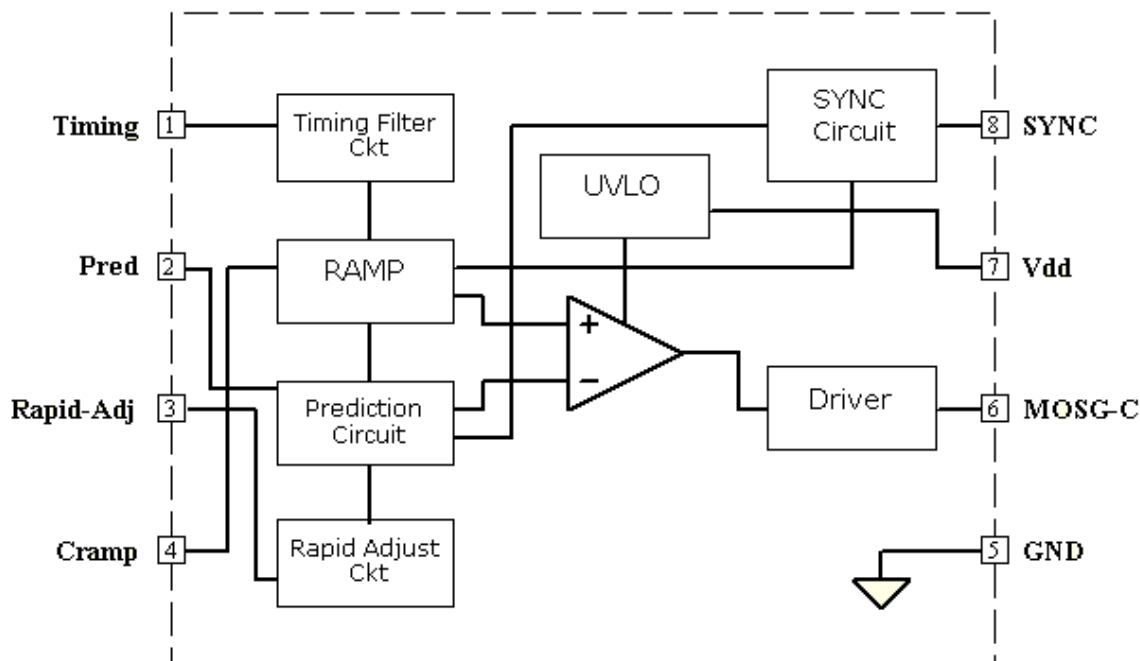 Timing
1
Timing Filter
Ckt
SYNC
Circuit
8
SYNC
UVLO
Pred
2
RAMP
7
Vdd
+
−
Rapid-Adj
3
Prediction
Circuit
Driver
6
MOSG-C
Cramp
4
Rapid Adjust
Ckt
5
GND